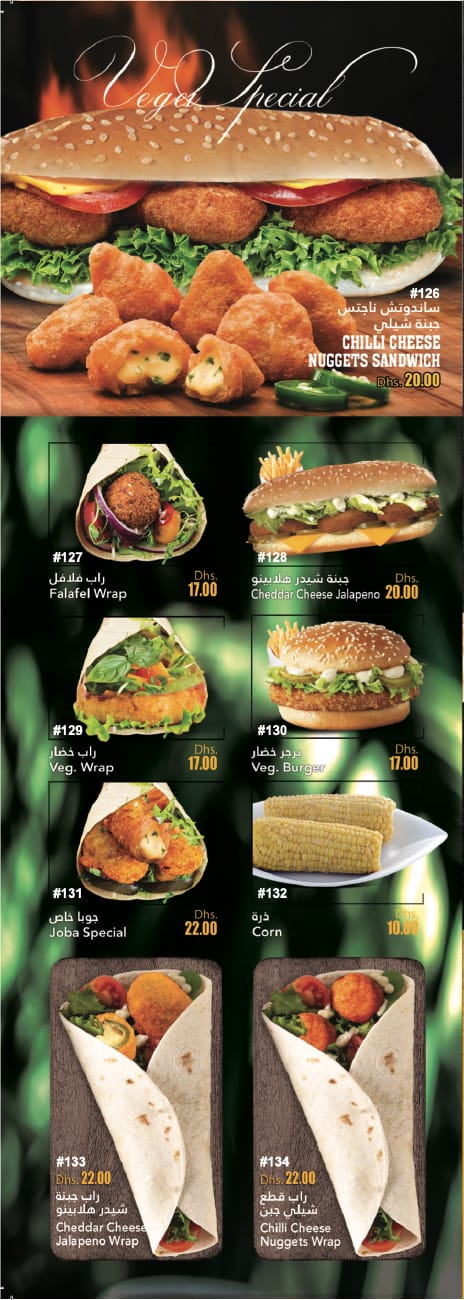 Veget Special
#126
ساندوتش ناجتس
جبنة شيلي
CHILLI CHEESE
NUGGETS SANDWICH
Dhs. 20.00
#127
راب فلافل
Falafel Wrap
Dhs.
17.00
#128
جبنة شيدر هلابينو
Cheddar Cheese Jalapeno
Dhs.
20.00
#129
راب خضار
Veg. Wrap
Dhs.
17.00
#130
برجر خضار
Veg. Burger
Dhs.
17.00
#131
جوبا خاص
Joba Special
Dhs.
22.00
#132
ذرة
Corn
Dhs.
10.00
#133
Dhs. 22.00
راب جبنة
شيدر هلابينو
Cheddar Cheese
Jalapeno Wrap
#134
Dhs. 22.00
راب قطع
شيلي جبن
Chilli Cheese
Nuggets Wrap